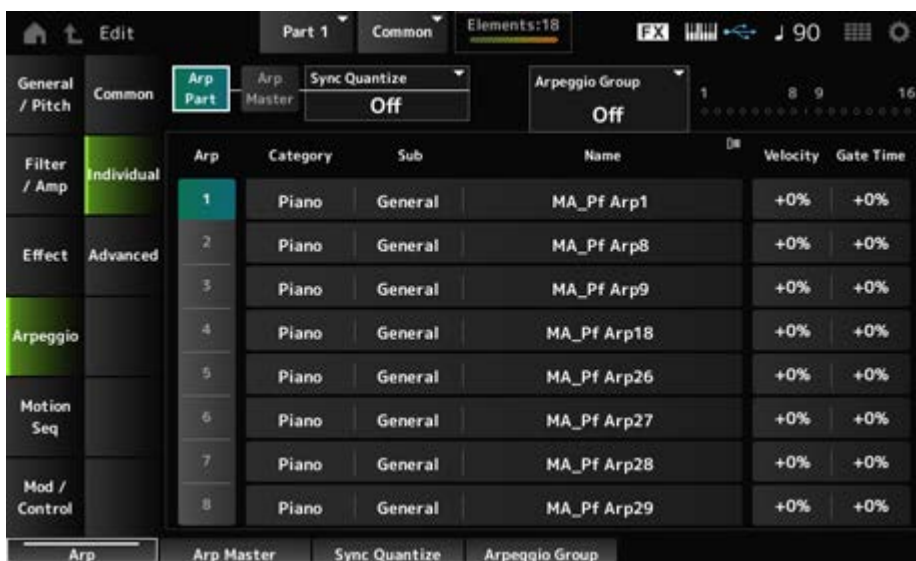 Edit
Part 1
Common
Elements:18
FX
♩ 90
General / Pitch
Filter / Amp
Effect
Arpeggio
Motion Seq
Mod / Control
Common
Individual
Advanced
Arp Part
Arp Master
Sync Quantize
Off
Arpeggio Group
Off
1 8 9 16
Arp Category Sub Name Velocity Gate Time
1 Piano General MA_Pf Arp1 +0% +0%
2 Piano General MA_Pf Arp8 +0% +0%
3 Piano General MA_Pf Arp9 +0% +0%
4 Piano General MA_Pf Arp18 +0% +0%
5 Piano General MA_Pf Arp26 +0% +0%
6 Piano General MA_Pf Arp27 +0% +0%
7 Piano General MA_Pf Arp28 +0% +0%
8 Piano General MA_Pf Arp29 +0% +0%
Arp
Arp Master
Sync Quantize
Arpeggio Group